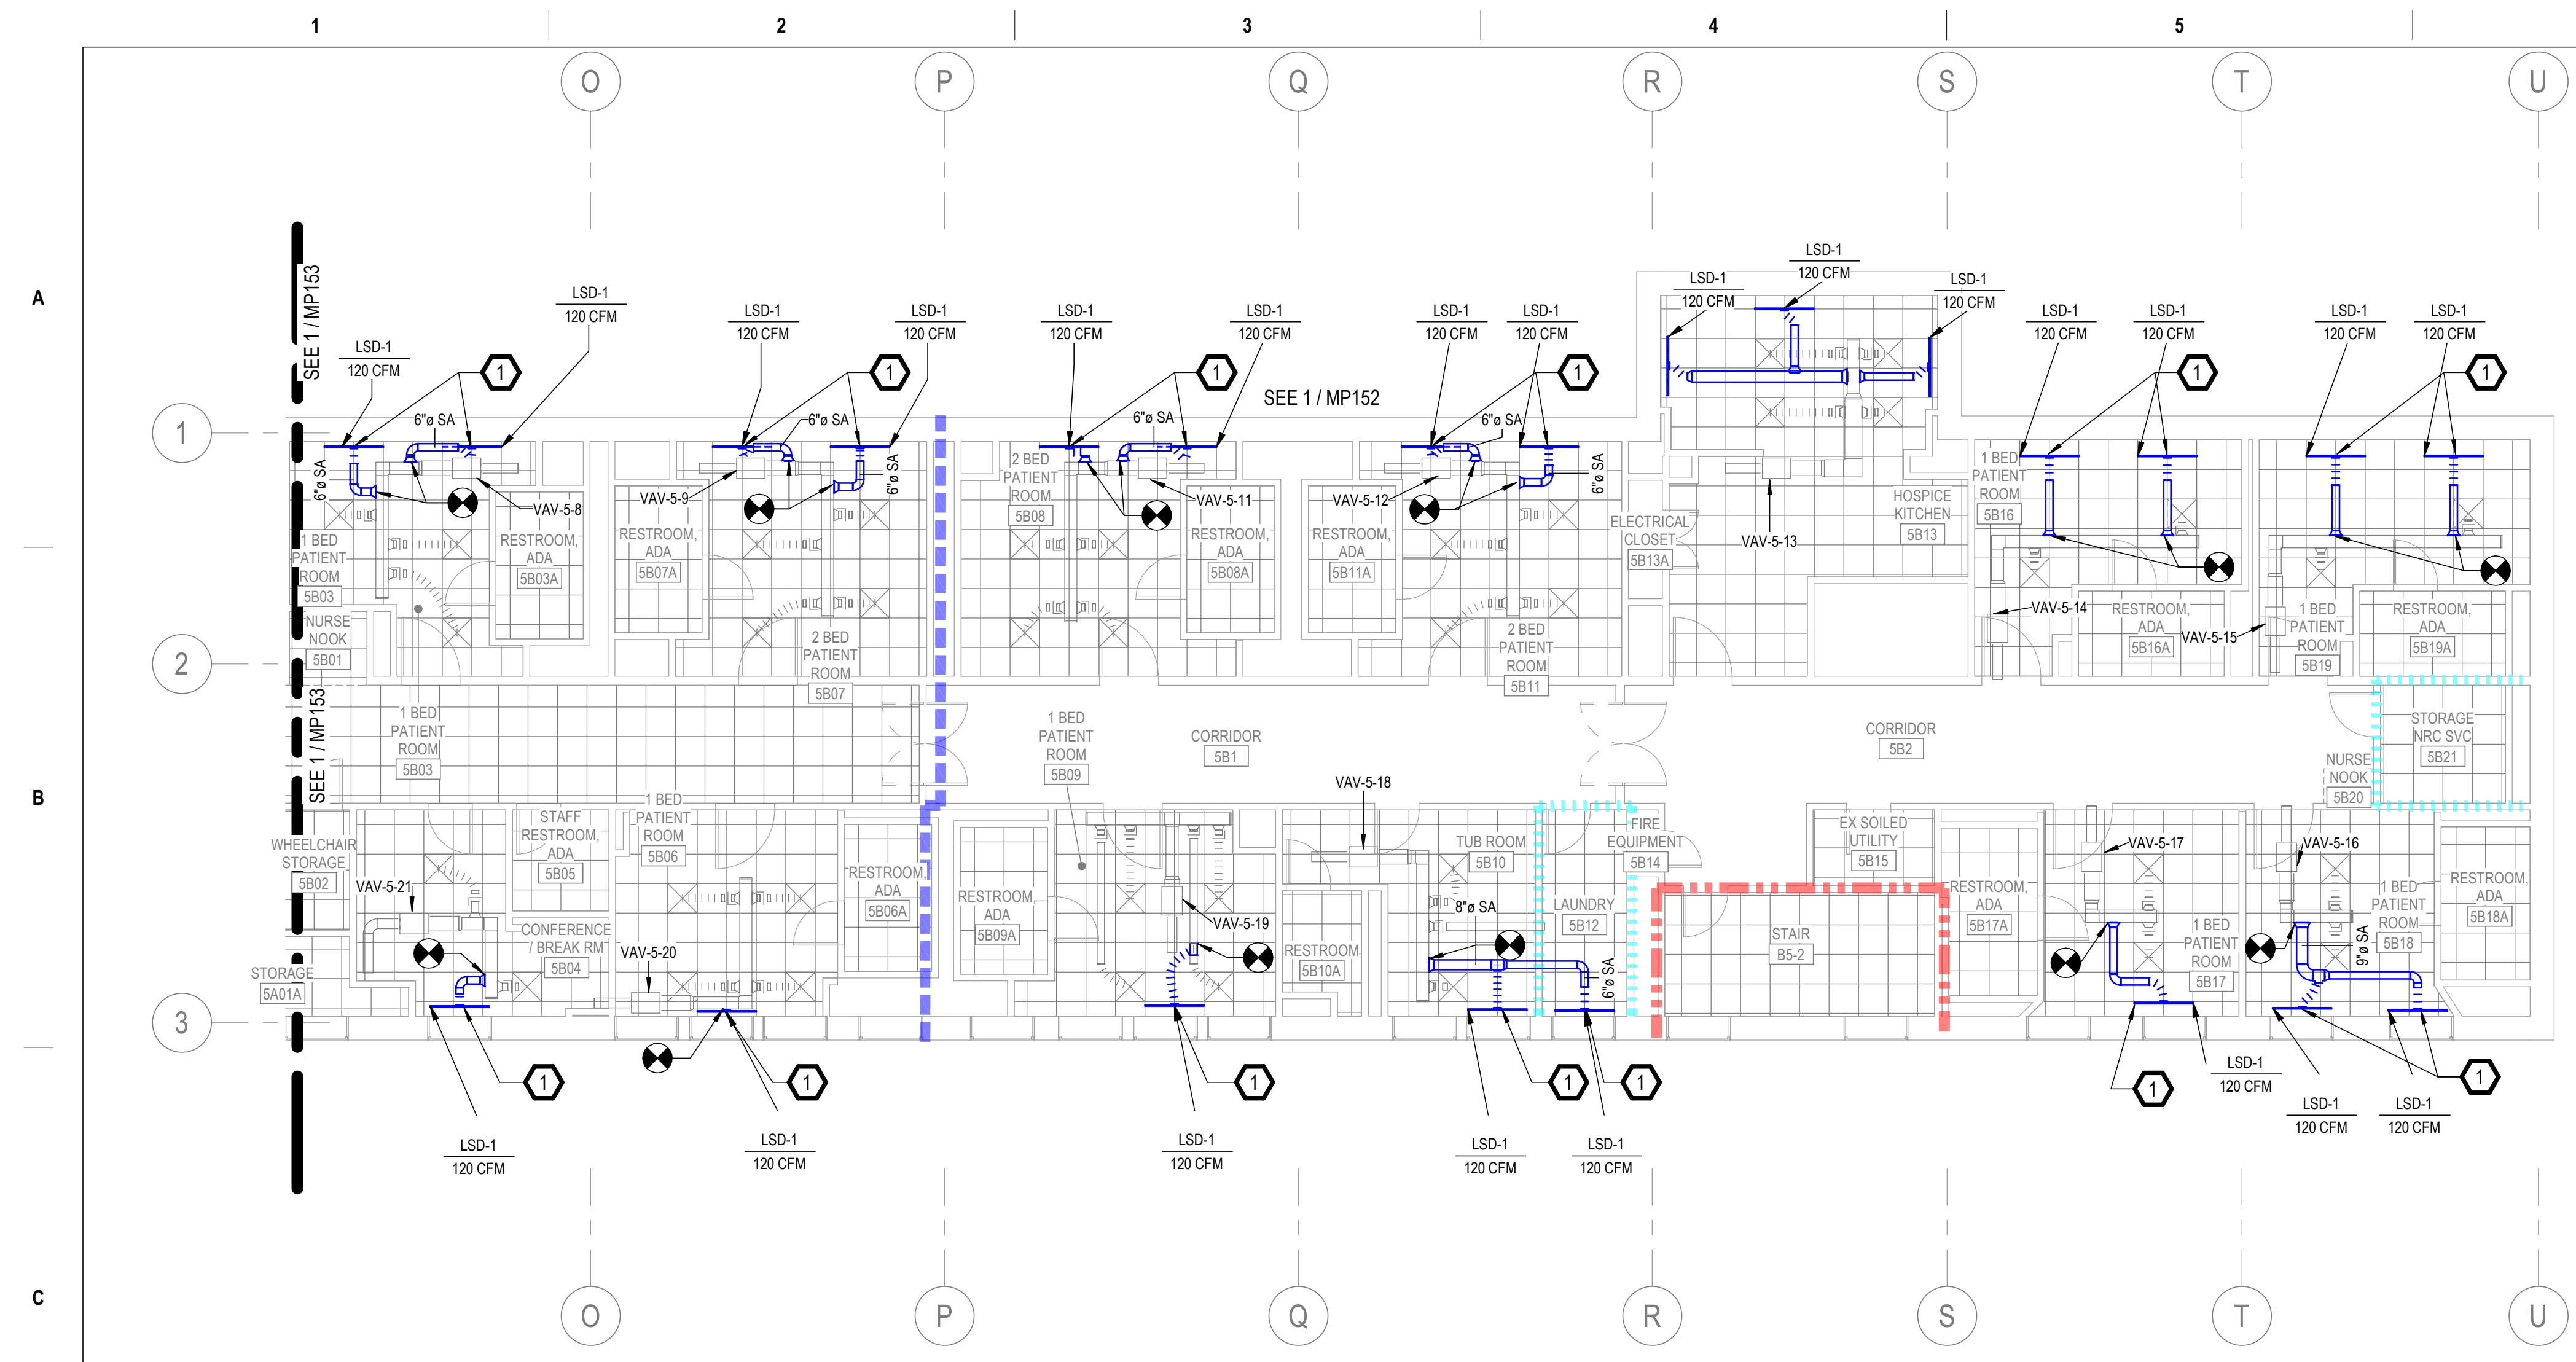 1
2
3
4
5
O
P
Q
R
S
T
U
A
SEE 1 / MP153
LSD-1
120 CFM
LSD-1
120 CFM
LSD-1
120 CFM
LSD-1
120 CFM
LSD-1
120 CFM
LSD-1
120 CFM
LSD-1
120 CFM
LSD-1
120 CFM
LSD-1
120 CFM
LSD-1
120 CFM
LSD-1
120 CFM
LSD-1
120 CFM
LSD-1
120 CFM
LSD-1
120 CFM
LSD-1
120 CFM
1
1
1
1
1
1
SEE 1 / MP152
1
6"ø SA
6"ø SA
6"ø SA
6"ø SA
6"ø SA
6"ø SA
6"ø SA
VAV-5-8
VAV-5-9
VAV-5-11
VAV-5-12
VAV-5-13
VAV-5-14
VAV-5-15
1 BED
PATIENT
ROOM
5B03
RESTROOM,
ADA
5B03A
RESTROOM,
ADA
5B07A
2 BED
PATIENT
ROOM
5B07
2 BED
PATIENT
ROOM
5B08
RESTROOM,
ADA
5B08A
RESTROOM,
ADA
5B11A
2 BED
PATIENT
ROOM
5B11
ELECTRICAL
CLOSET
5B13A
HOSPICE
KITCHEN
5B13
1 BED
PATIENT
ROOM
5B16
RESTROOM,
ADA
5B16A
1 BED
PATIENT
ROOM
5B19
RESTROOM,
ADA
5B19A
NURSE
NOOK
5B01
2
SEE 1 / MP153
1 BED
PATIENT
ROOM
5B03
1 BED
PATIENT
ROOM
5B09
CORRIDOR
5B1
CORRIDOR
5B2
STORAGE
NRC SVC
5B21
NURSE
NOOK
5B20
B
WHEELCHAIR
STORAGE
5B02
STAFF
RESTROOM,
ADA
5B05
1 BED
PATIENT
ROOM
5B06
RESTROOM,
ADA
5B06A
RESTROOM,
ADA
5B09A
VAV-5-18
TUB ROOM
5B10
FIRE
EQUIPMENT
5B14
EX SOILED
UTILITY
5B15
VAV-5-17
VAV-5-16
VAV-5-21
CONFERENCE
/ BREAK RM
5B04
VAV-5-20
VAV-5-19
RESTROOM
5B10A
8"ø SA
LAUNDRY
5B12
6"ø SA
STAIR
B5-2
RESTROOM,
ADA
5B17A
1 BED
PATIENT
ROOM
5B17
9"ø SA
1 BED
PATIENT
ROOM
5B18
RESTROOM,
ADA
5B18A
STORAGE
5A01A
3
1
1
1
1
1
1
1
LSD-1
120 CFM
LSD-1
120 CFM
LSD-1
120 CFM
LSD-1
120 CFM
LSD-1
120 CFM
LSD-1
120 CFM
LSD-1
120 CFM
LSD-1
120 CFM
C
O
P
Q
R
S
T
U